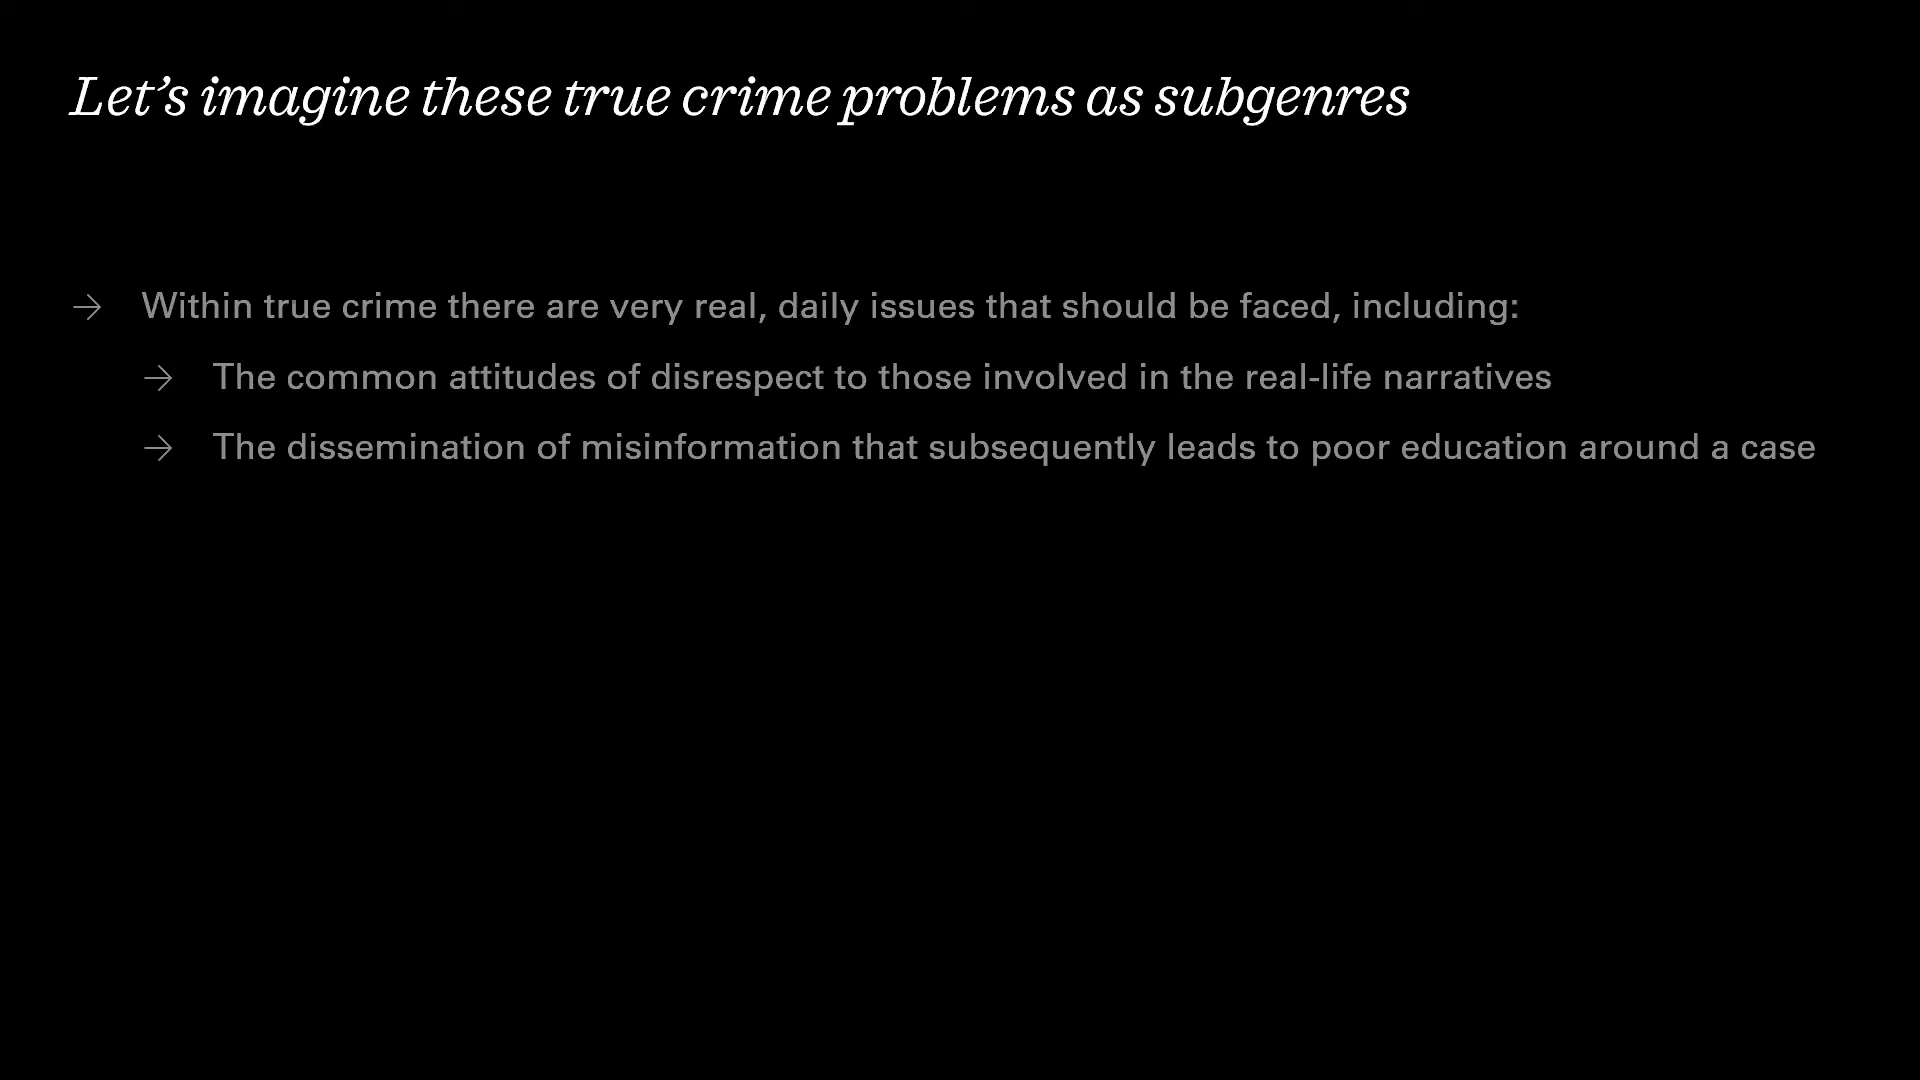 Let’s imagine these true crime problems as subgenres
→ Within true crime there are very real, daily issues that should be faced, including:
→ The common attitudes of disrespect to those involved in the real-life narratives
→ The dissemination of misinformation that subsequently leads to poor education around a case